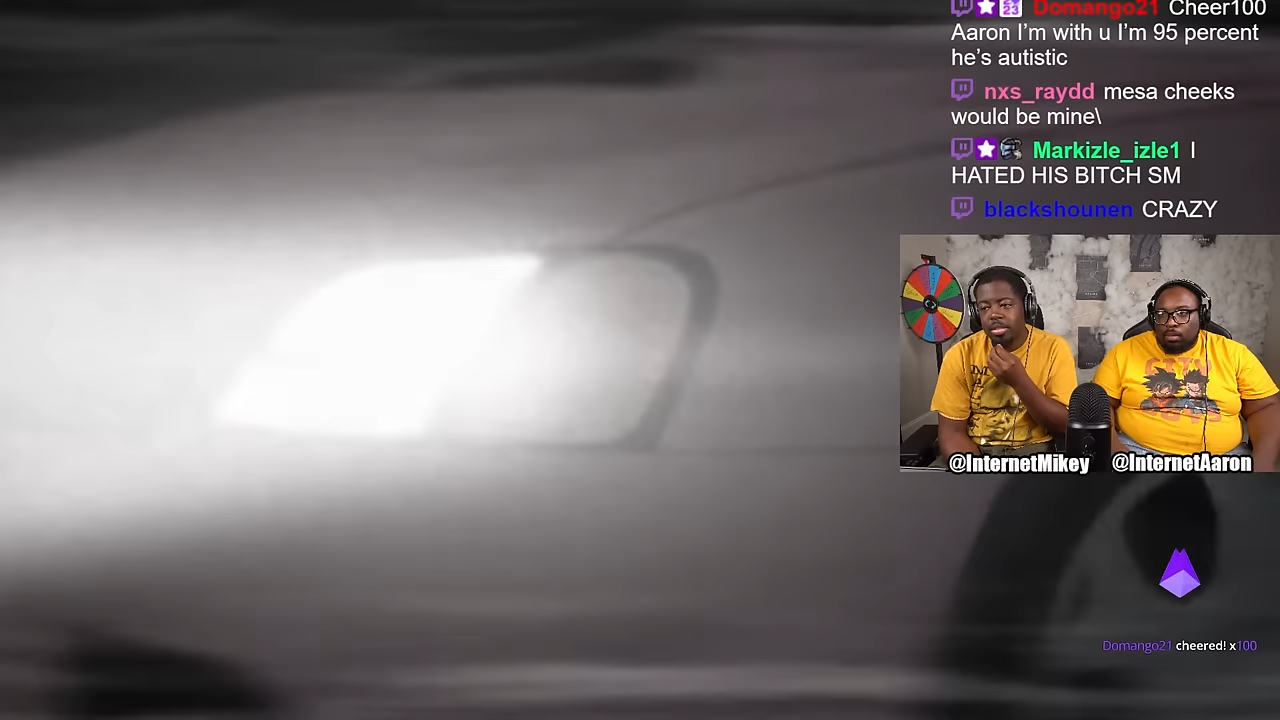 Domango21 Cheer100
Aaron I'm with u I'm 95 percent
he's autistic
nxs_raydd mesa cheeks
would be mine\
Markizle_izle1 I
HATED HIS BITCH SM
blackshounen CRAZY
CITY
@InternetMikey @InternetAaron
Domango21 cheered! x100